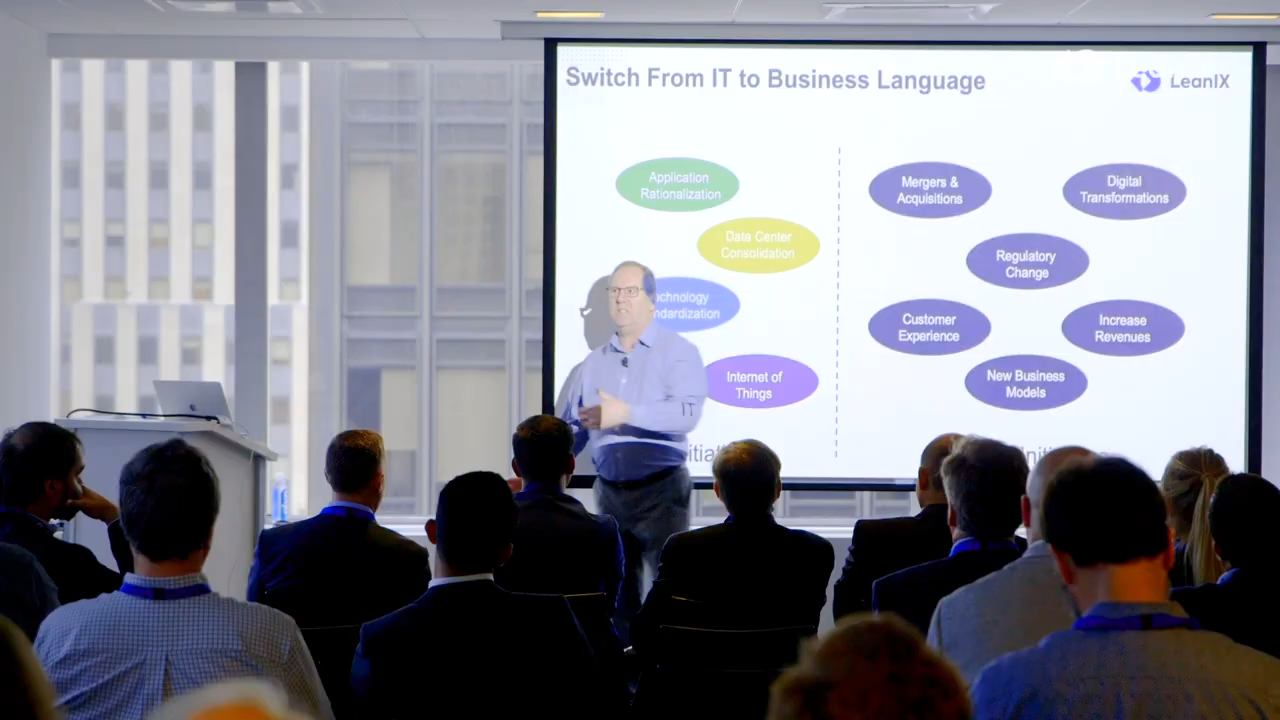 Switch From IT to Business Language
LeanIX
Application
Rationalization
Data Center
Consolidation
Internet of
Things
IT
Mergers &
Acquisitions
Digital
Transformations
Regulatory
Change
Customer
Experience
Increase
Revenues
New Business
Models